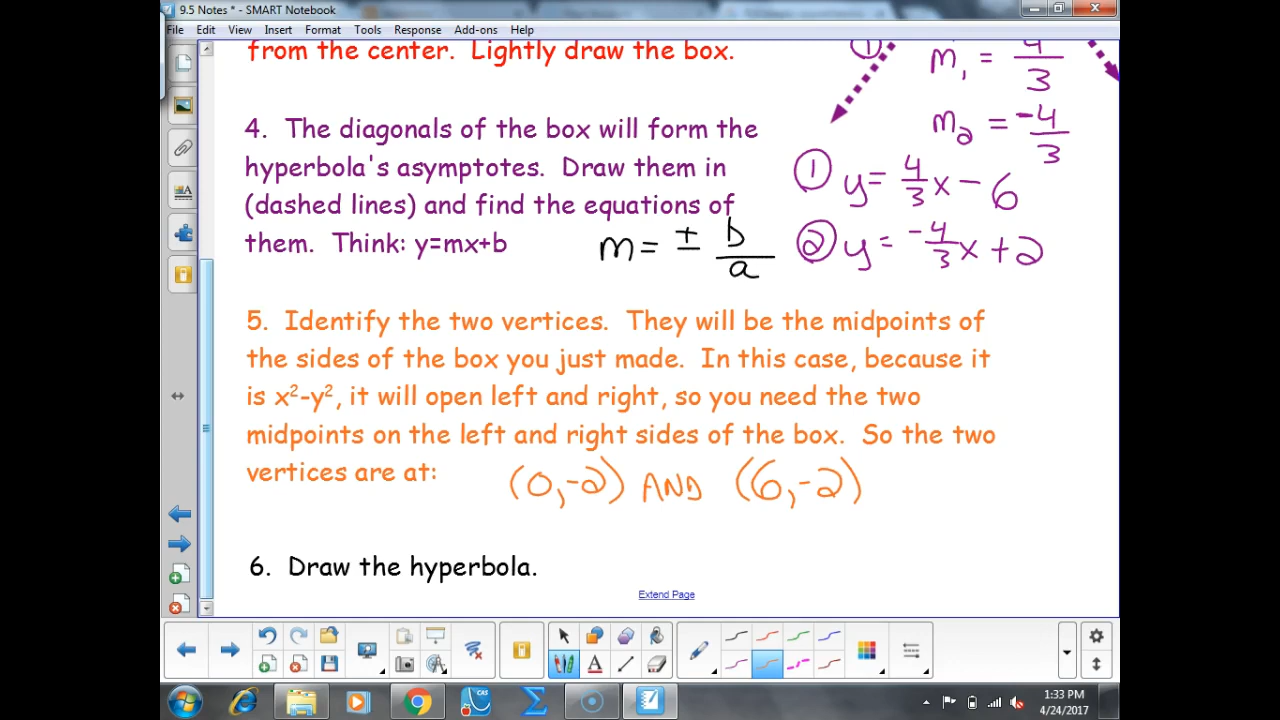 9.5 Notes * - SMART Notebook
File Edit View Insert Format Tools Response Add-ons Help
from the center. Lightly draw the box.
①
m₁ = 4/3
m₂ = -4/3
4. The diagonals of the box will form the
hyperbola's asymptotes. Draw them in
(dashed lines) and find the equations of
them. Think: y=mx+b
m= ± b/a
① y= 4/3 x - 6
② y= -4/3 x + 2
5. Identify the two vertices. They will be the midpoints of
the sides of the box you just made. In this case, because it
is x²-y², it will open left and right, so you need the two
midpoints on the left and right sides of the box. So the two
vertices are at: (0,-2) AND (6,-2)
6. Draw the hyperbola.
Extend Page
CAS
1:33 PM
4/24/2017